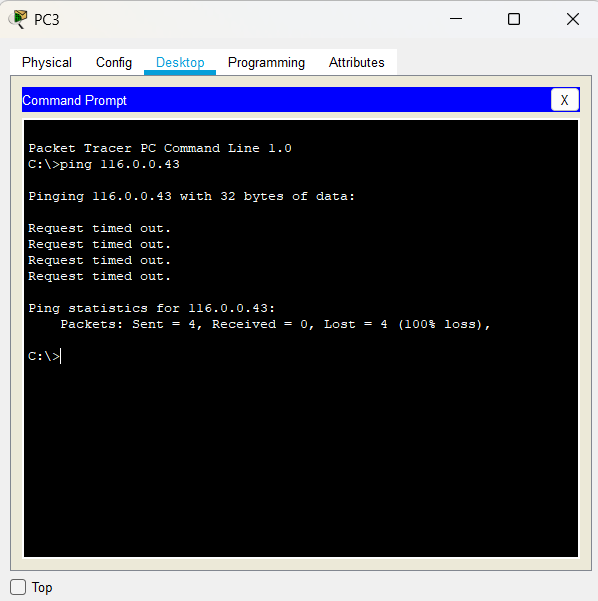 PC3
Physical Config Desktop Programming Attributes
Command Prompt X
Packet Tracer PC Command Line 1.0
C:\>ping 116.0.0.43
Pinging 116.0.0.43 with 32 bytes of data:
Request timed out.
Request timed out.
Request timed out.
Request timed out.
Ping statistics for 116.0.0.43:
    Packets: Sent = 4, Received = 0, Lost = 4 (100% loss),
C:\>
Top